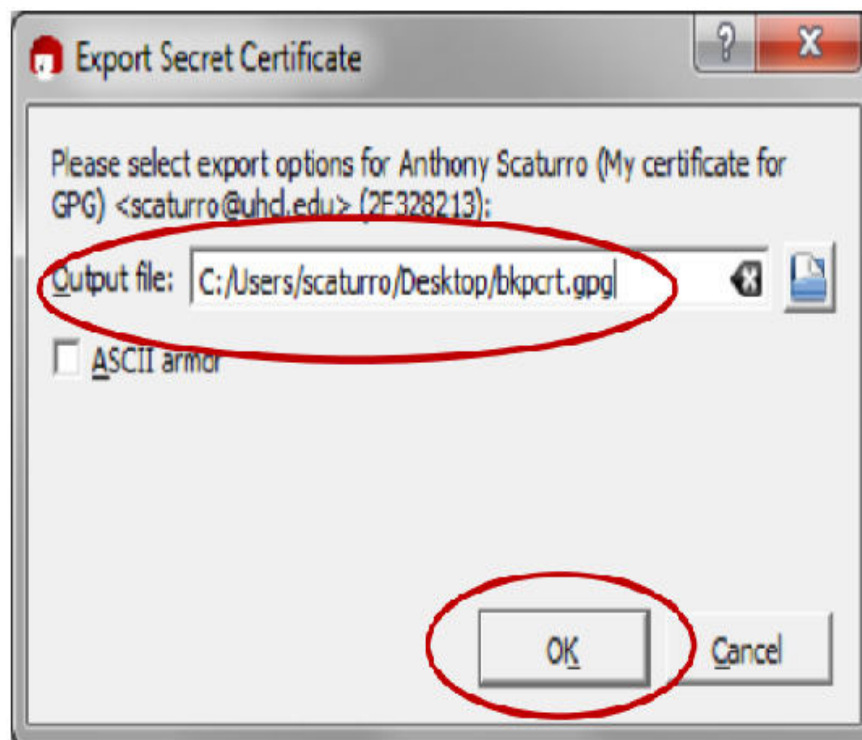 Export Secret Certificate
?
X
Please select export options for Anthony Scaturro (My certificate for
GPG) <scaturro@uhcl.edu> (2F328213):
Output file: C:/Users/scaturro/Desktop/bkpcrt.gpg
ASCII armor
OK Cancel